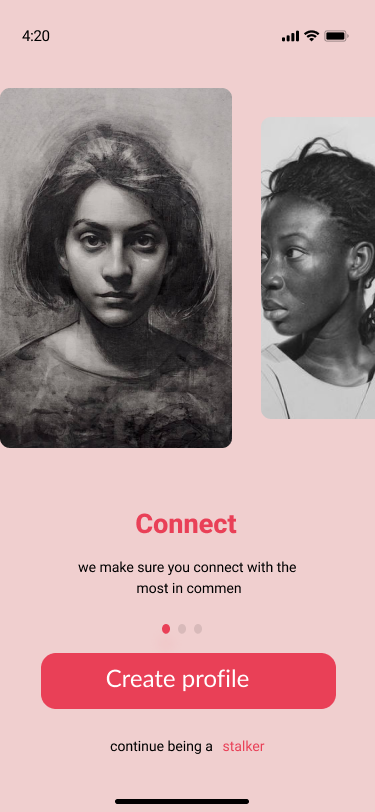 4:20
Connect
we make sure you connect with the
most in commen
Create profile
continue being a stalker